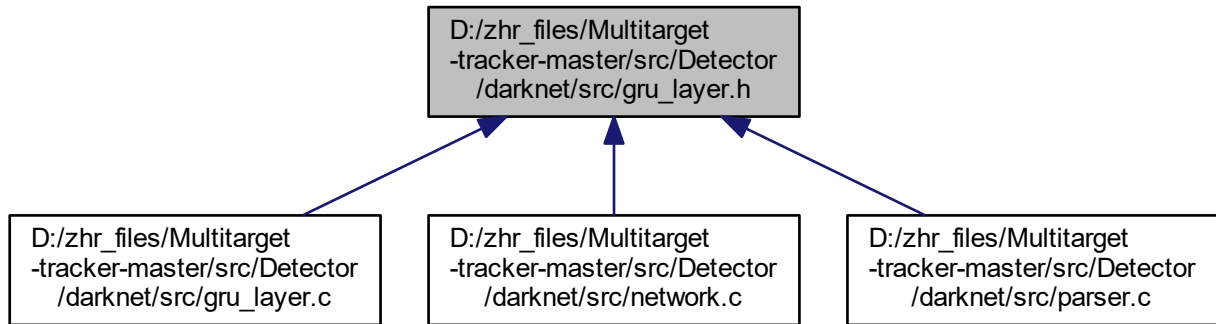 D:/zhr_files/Multitarget
-tracker-master/src/Detector
/darknet/src/gru_layer.h
D:/zhr_files/Multitarget
-tracker-master/src/Detector
/darknet/src/gru_layer.c
D:/zhr_files/Multitarget
-tracker-master/src/Detector
/darknet/src/network.c
D:/zhr_files/Multitarget
-tracker-master/src/Detector
/darknet/src/parser.c